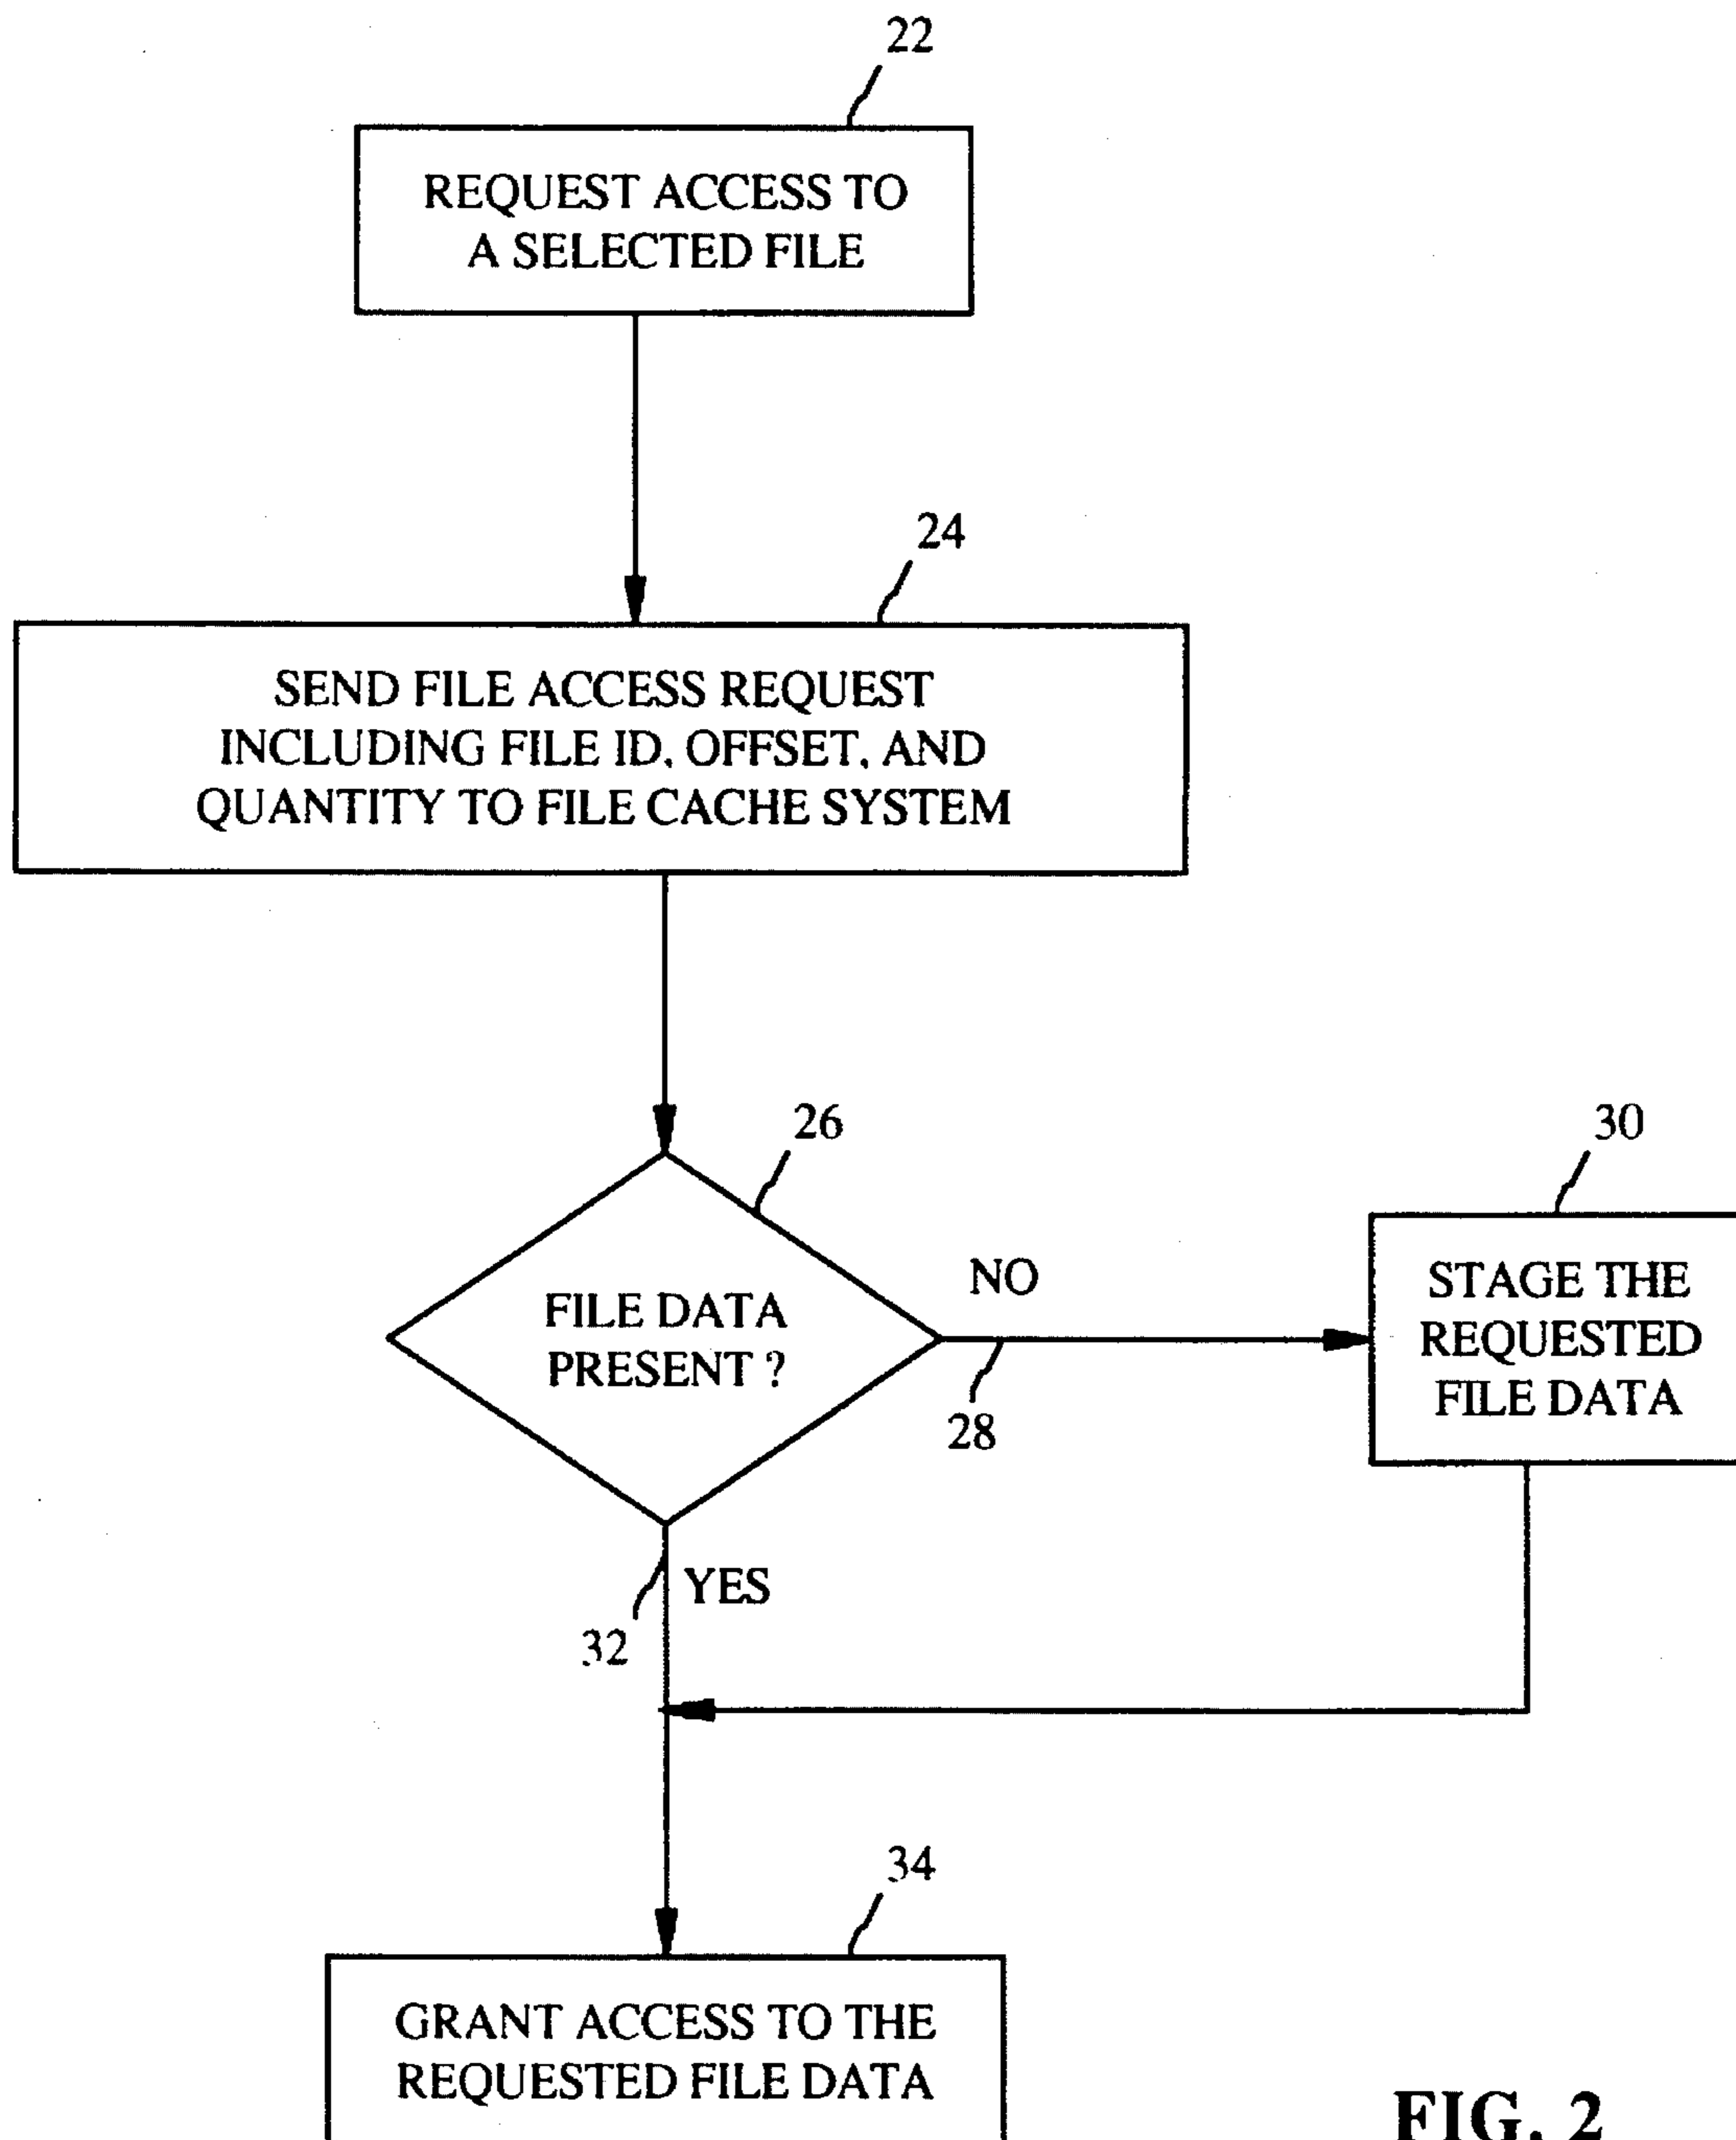 22
REQUEST ACCESS TO
A SELECTED FILE
24
SEND FILE ACCESS REQUEST
INCLUDING FILE ID, OFFSET, AND
QUANTITY TO FILE CACHE SYSTEM
26
FILE DATA
PRESENT ?
NO
28
30
STAGE THE
REQUESTED
FILE DATA
YES
32
34
GRANT ACCESS TO THE
REQUESTED FILE DATA
FIG. 2